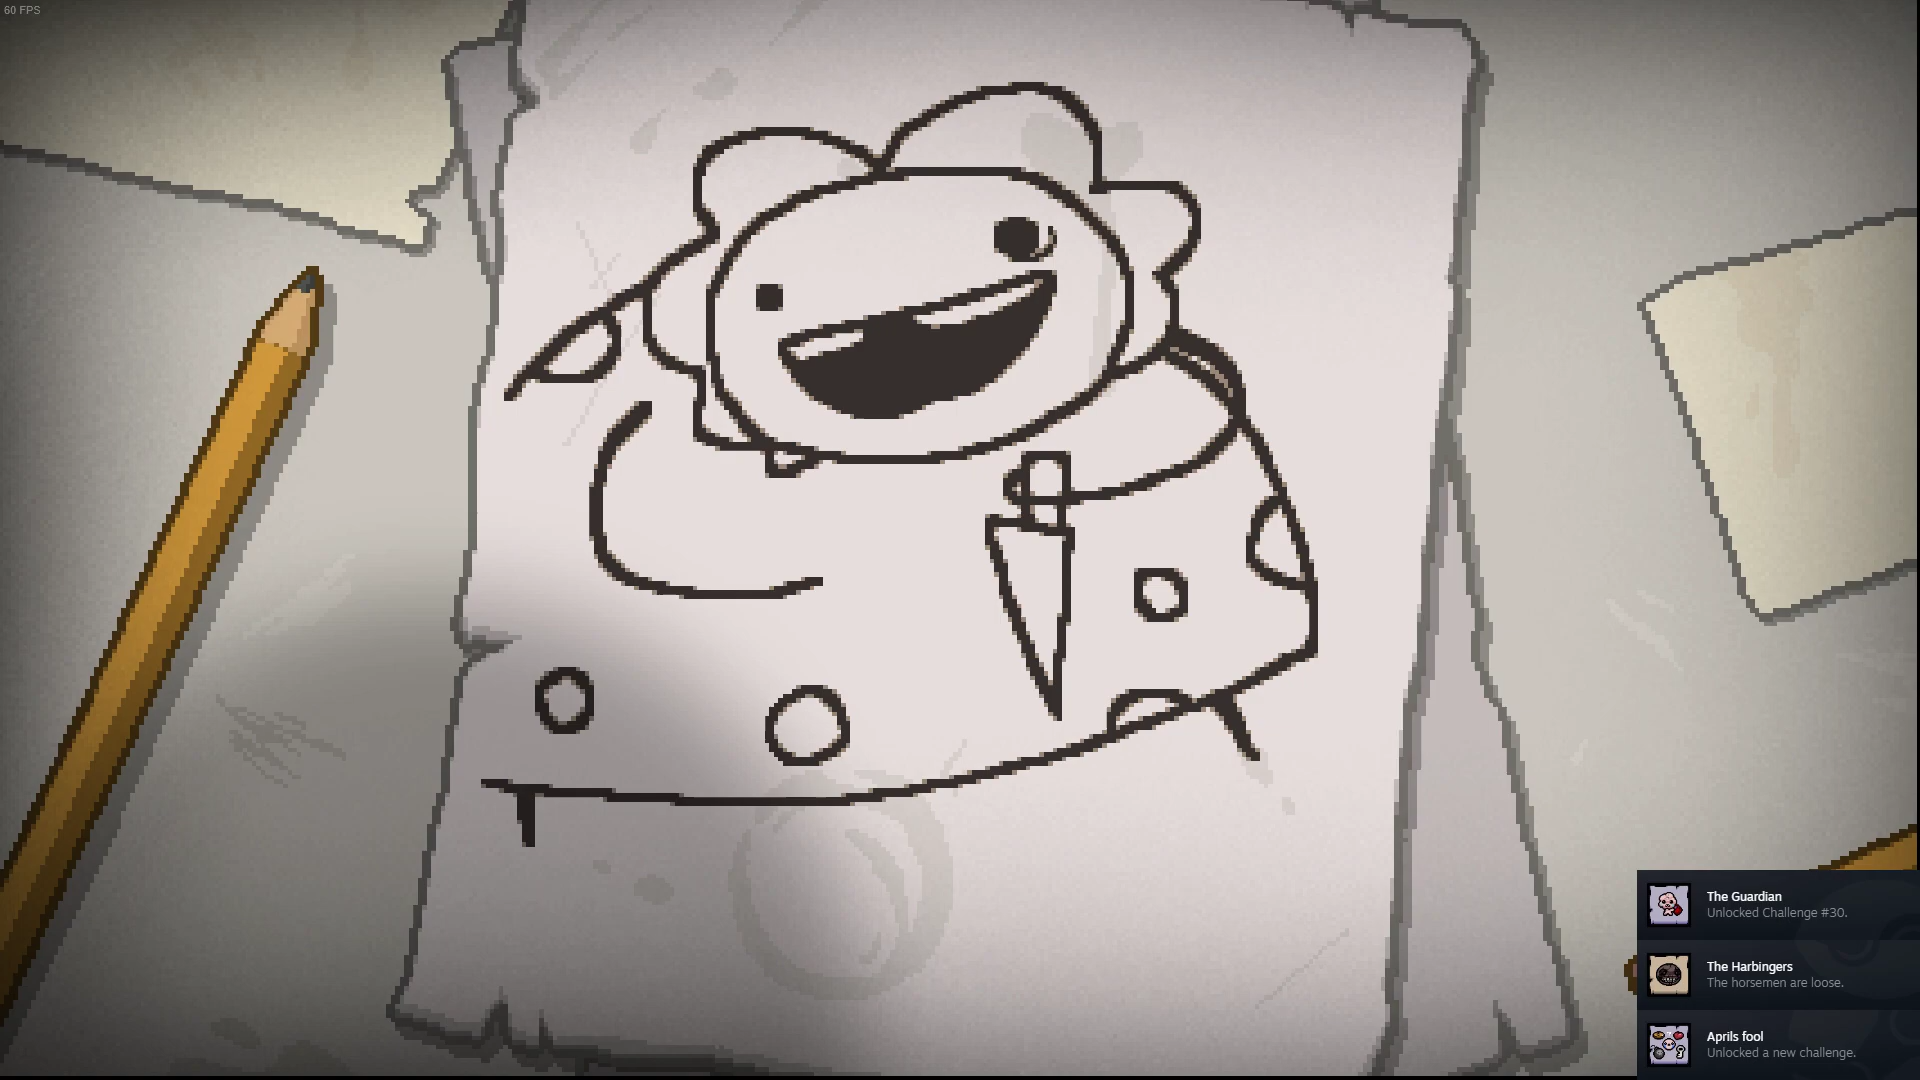 60 FPS
The Guardian
Unlocked Challenge #30.
The Harbingers
The horsemen are loose.
Aprils fool
Unlocked a new challenge.